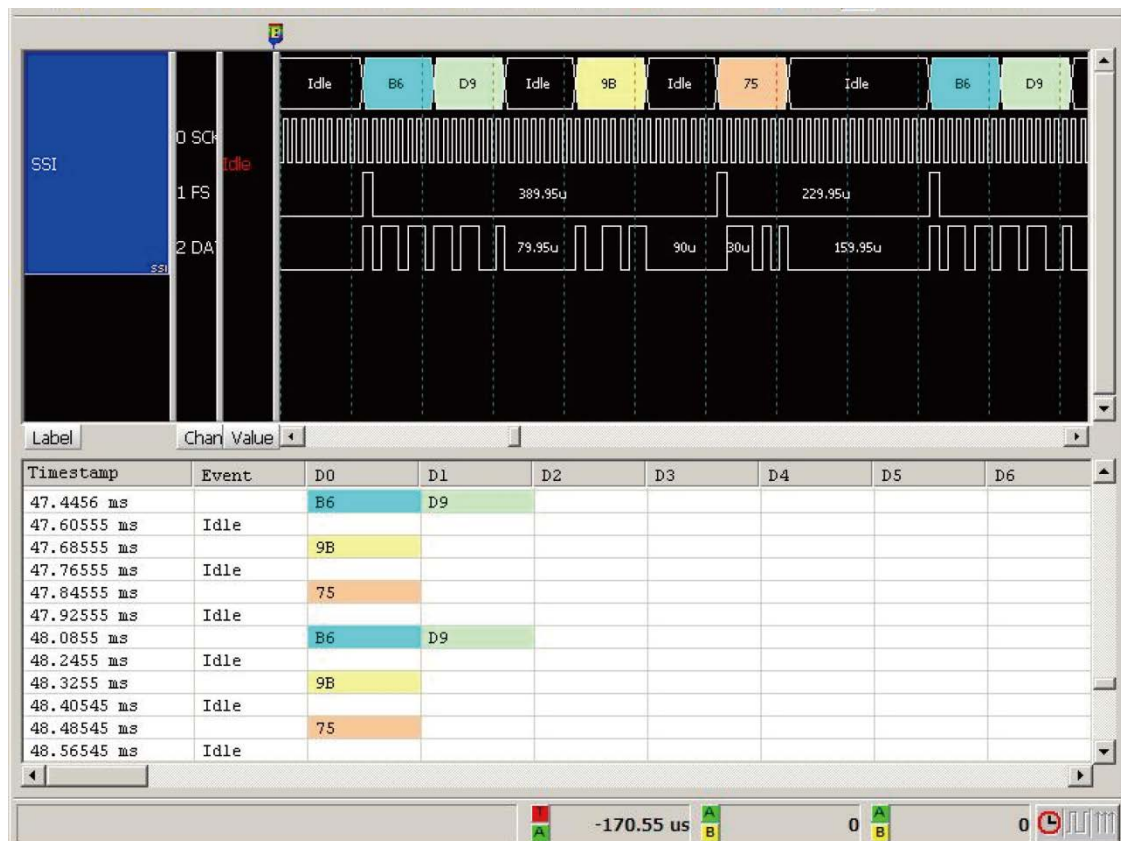 Idle B6 D9 Idle 9B Idle 75 Idle B6 D9
SSI
0 SCK
Idle
1 FS 389.95u 229.95u
2 DAT 79.95u 90u 30u 159.95u
SSI
Label Chan Value
Timestamp Event D0 D1 D2 D3 D4 D5 D6
47.4456 ms B6 D9
47.60555 ms Idle
47.68555 ms 9B
47.76555 ms Idle
47.84555 ms 75
47.92555 ms Idle
48.0855 ms B6 D9
48.2455 ms Idle
48.3255 ms 9B
48.40545 ms Idle
48.48545 ms 75
48.56545 ms Idle
T A -170.55 us A B 0 A B 0